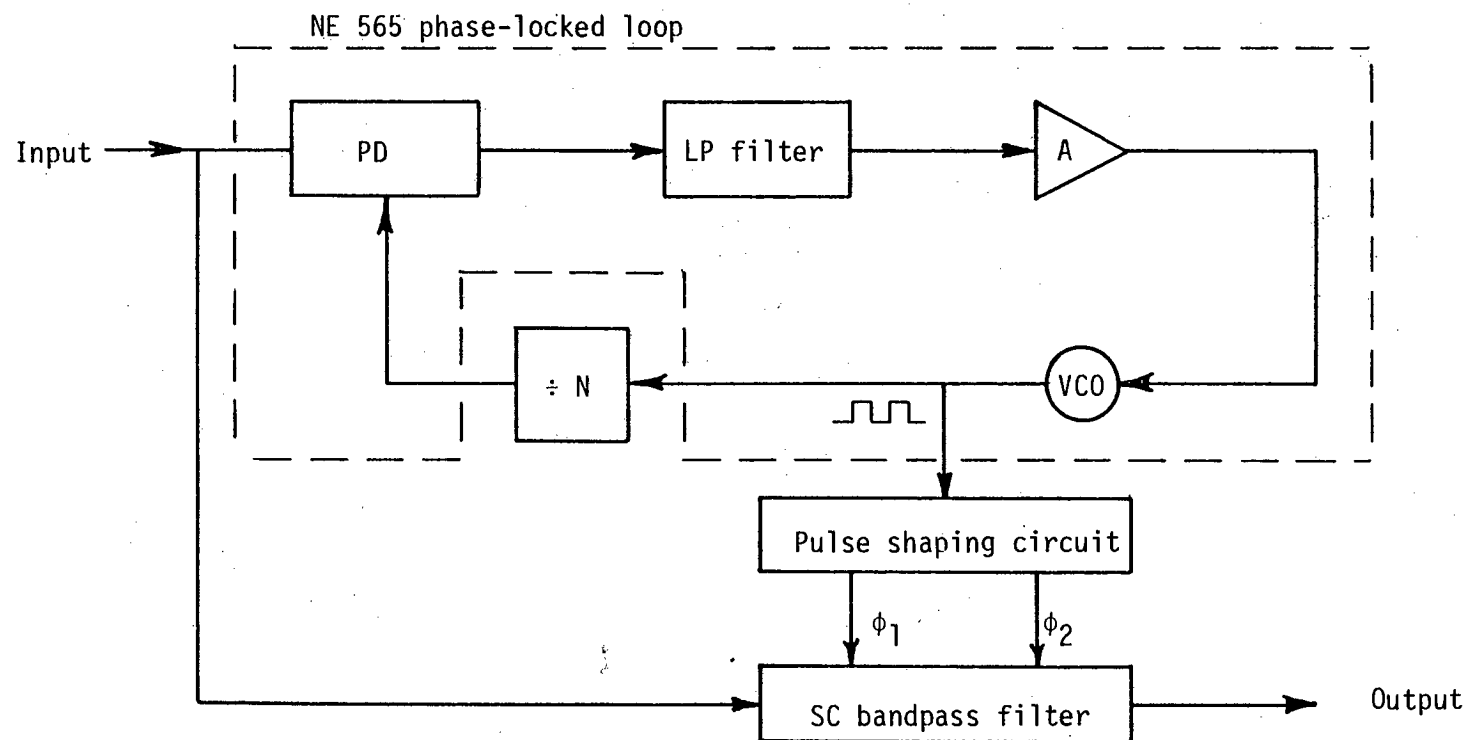 NE 565 phase-locked loop
Input
PD
LP filter
A
÷ N
VCO
Pulse shaping circuit
ϕ1
ϕ2
SC bandpass filter
Output